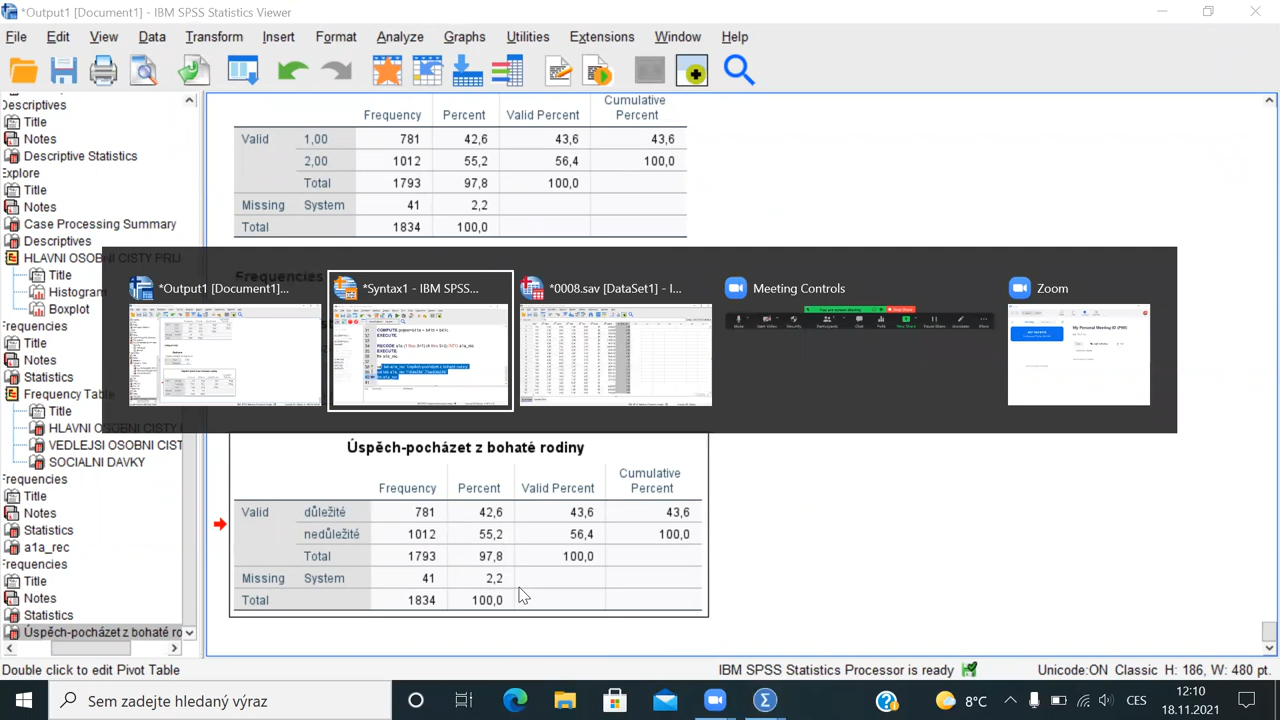 *Output1 [Document1] - IBM SPSS Statistics Viewer
File Edit View Data Transform Insert Format Analyze Graphs Utilities Extensions Window Help
Descriptives
Title
Notes
Descriptive Statistics
Explore
Title
Notes
Case Processing Summary
Descriptives
HLAVNI OSOBNI CISTY PRIJ
Title
Histogram
Boxplot
Frequencies
Title
Notes
Statistics
Frequency Table
Title
HLAVNI OSOBNI CISTY
VEDLEJSI OSOBNI CIST
SOCIALNI DAVKY
Frequencies
Title
Notes
Statistics
a1a_rec
Frequencies
Title
Notes
Statistics
Úspěch-pocházet z bohaté ro
Frequency Percent Valid Percent Cumulative Percent
Valid 1,00 781 42,6 43,6 43,6
2,00 1012 55,2 56,4 100,0
Total 1793 97,8 100,0
Missing System 41 2,2
Total 1834 100,0
Frequencies
*Output1 [Document1]...
*Syntax1 - IBM SPSS...
*0008.sav [DataSet1] - I...
Meeting Controls
Zoom
Úspěch-pocházet z bohaté rodiny
Frequency Percent Valid Percent Cumulative Percent
Valid důležité 781 42,6 43,6 43,6
nedůležité 1012 55,2 56,4 100,0
Total 1793 97,8 100,0
Missing System 41 2,2
Total 1834 100,0
Double click to edit Pivot Table
IBM SPSS Statistics Processor is ready
Unicode:ON Classic H: 186, W: 480 pt.
Sem zadejte hledaný výraz
8°C
CES
12:10
18.11.2021